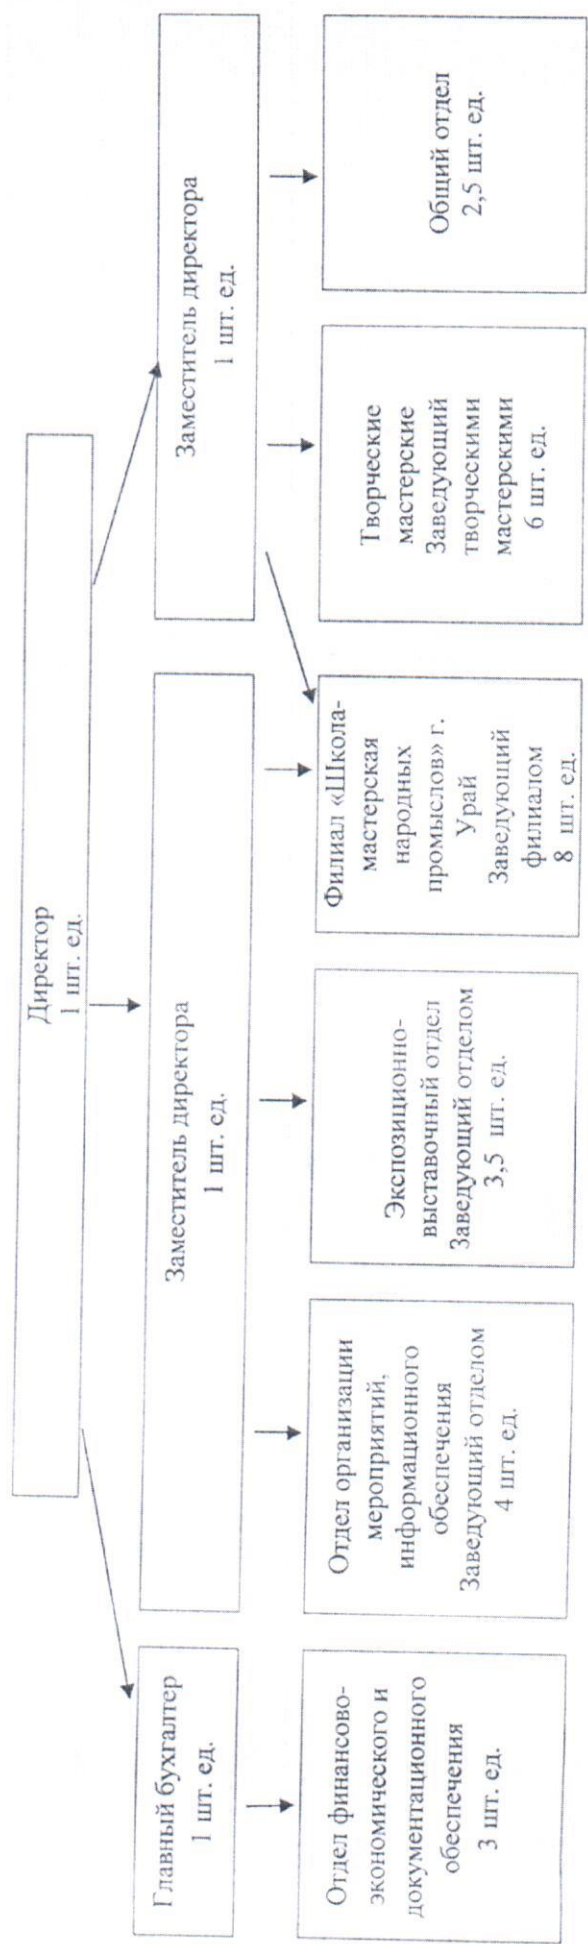 Директор
1 шт. ед.
Главный бухгалтер
1 шт. ед.
Заместитель директора
1 шт. ед.
Заместитель директора
1 шт. ед.
Отдел финансово-
экономического и
документационного
обеспечения
3 шт. ед.
Отдел организации
мероприятий,
информационного
обеспечения
Заведующий отделом
4 шт. ед.
Экспозиционно-
выставочный отдел
Заведующий отделом
3,5 шт. ед.
Филиал «Школа-
мастерская
народных
промыслов» г.
Урай
Заведующий
филиалом
8 шт. ед.
Творческие
мастерские
Заведующий
творческими
мастерскими
6 шт. ед.
Общий отдел
2,5 шт. ед.